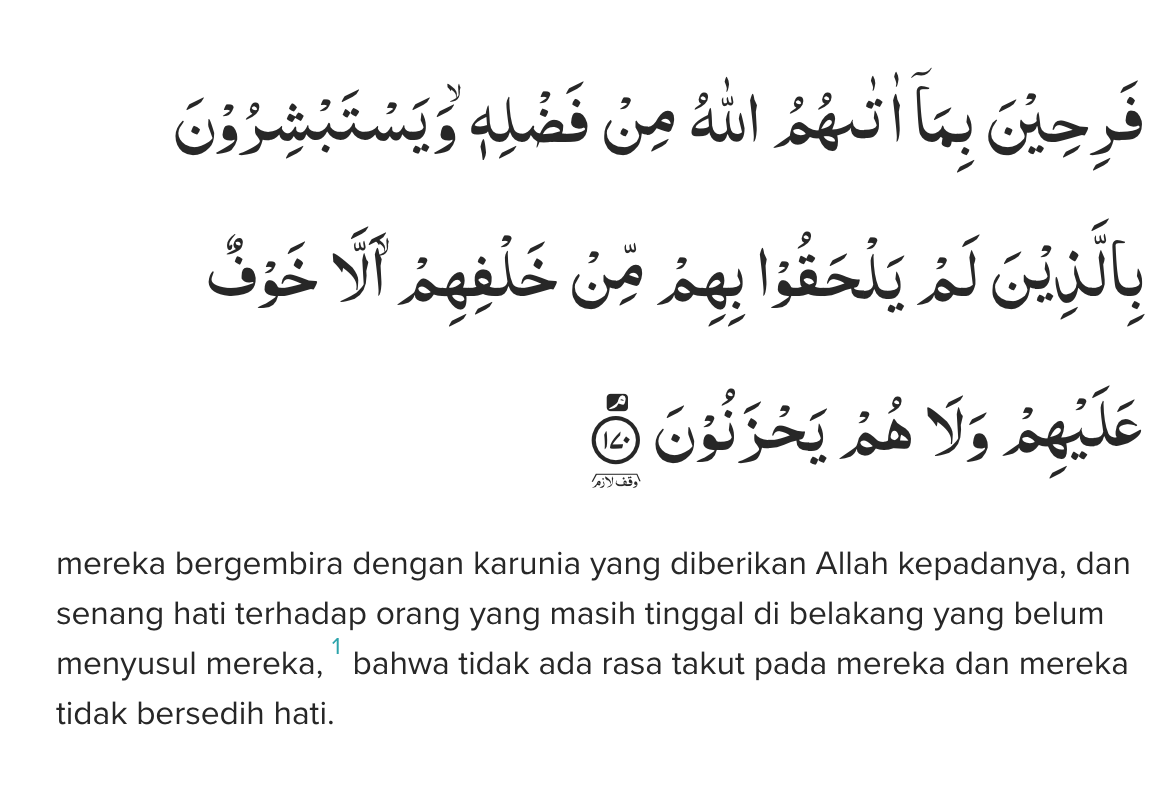 فَرِحِيْنَ بِمَآ اٰتٰىهُمُ اللّٰهُ مِنْ فَضْلِهٖۙ وَيَسْتَبْشِرُوْنَ
بِالَّذِيْنَ لَمْ يَلْحَقُوْا بِهِمْ مِّنْ خَلْفِهِمْ ۙ اَلَّا خَوْفٌ
عَلَيْهِمْ وَلَا هُمْ يَحْزَنُوْنَ ۘ ١٧٠
وقف لازم
mereka bergembira dengan karunia yang diberikan Allah kepadanya, dan
senang hati terhadap orang yang masih tinggal di belakang yang belum
menyusul mereka, 1 bahwa tidak ada rasa takut pada mereka dan mereka
tidak bersedih hati.